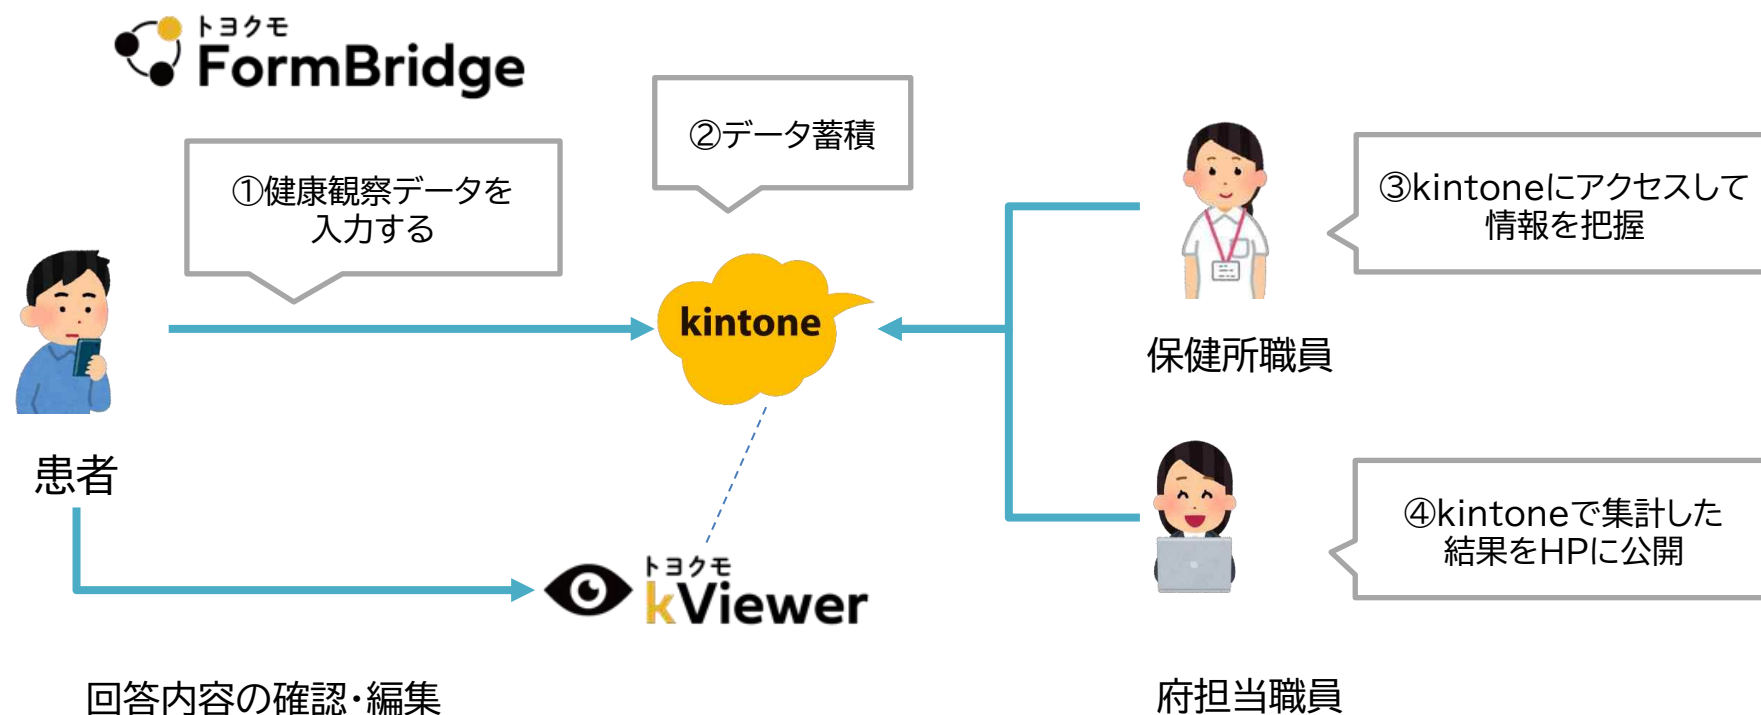 トヨクモ
FormBridge
①健康観察データを
入力する
②データ蓄積
③kintoneにアクセスして
情報を把握
kintone
保健所職員
患者
④kintoneで集計した
結果をHPに公開
トヨクモ
kViewer
回答内容の確認・編集
府担当職員